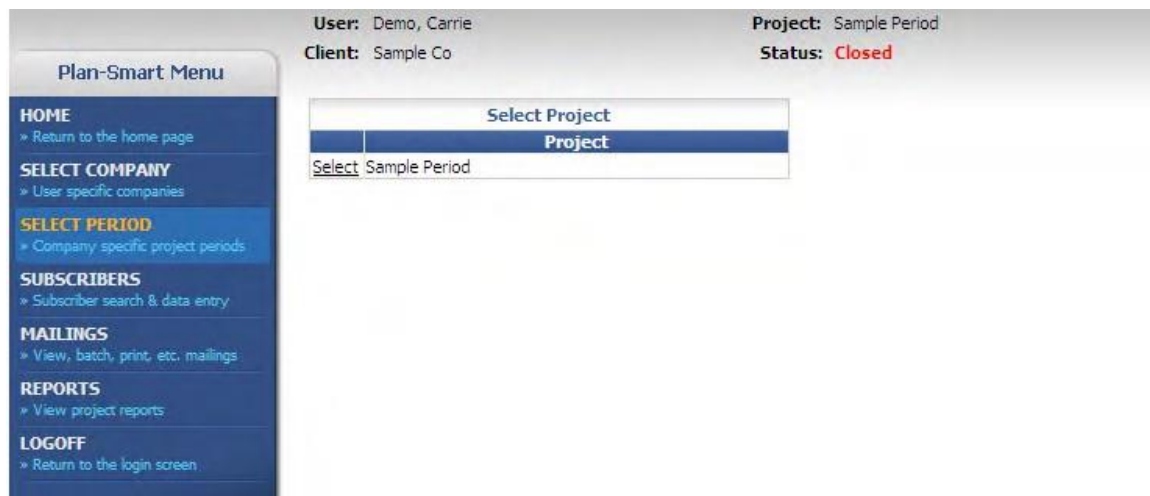 User: Demo, Carrie Project: Sample Period
Client: Sample Co Status: Closed
Plan-Smart Menu
HOME
» Return to the home page
SELECT COMPANY
» User specific companies
SELECT PERIOD
» Company specific project periods
SUBSCRIBERS
» Subscriber search & data entry
MAILINGS
» View, batch, print, etc. mailings
REPORTS
» View project reports
LOGOFF
» Return to the login screen
Select Project
Project
Select Sample Period